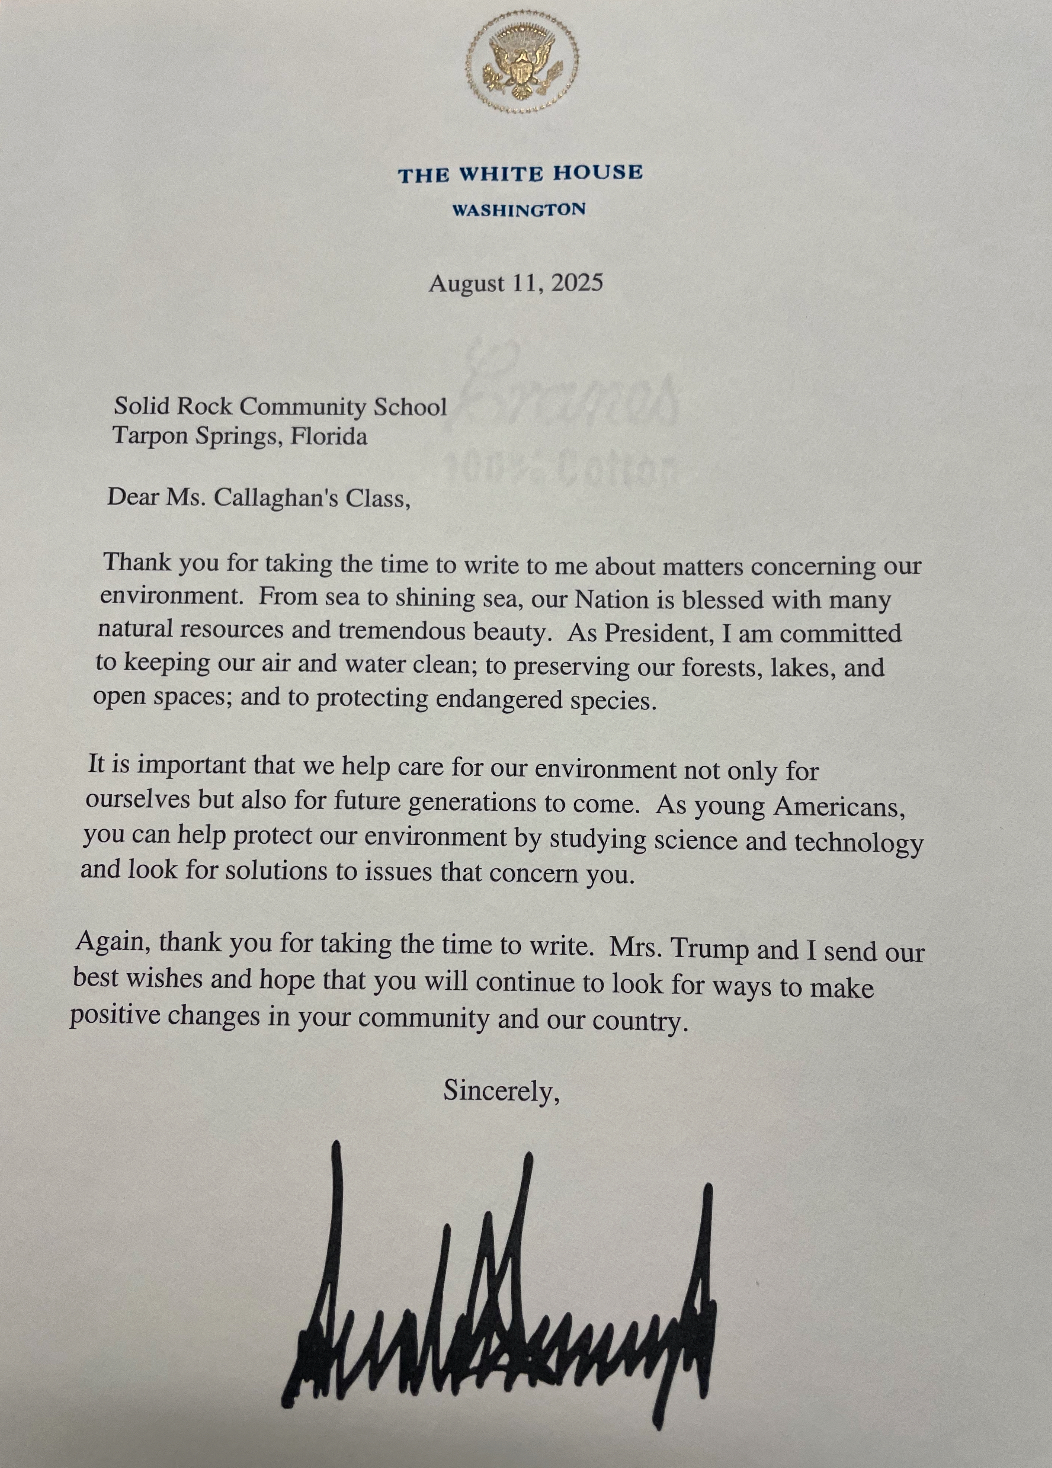 THE WHITE HOUSE
WASHINGTON
August 11, 2025
Cranes
100% Cotton
Solid Rock Community School
Tarpon Springs, Florida
Dear Ms. Callaghan's Class,
Thank you for taking the time to write to me about matters concerning our
environment.  From sea to shining sea, our Nation is blessed with many
natural resources and tremendous beauty.  As President, I am committed
to keeping our air and water clean; to preserving our forests, lakes, and
open spaces; and to protecting endangered species.
It is important that we help care for our environment not only for
ourselves but also for future generations to come.  As young Americans,
you can help protect our environment by studying science and technology
and look for solutions to issues that concern you.
Again, thank you for taking the time to write.  Mrs. Trump and I send our
best wishes and hope that you will continue to look for ways to make
positive changes in your community and our country.
Sincerely,